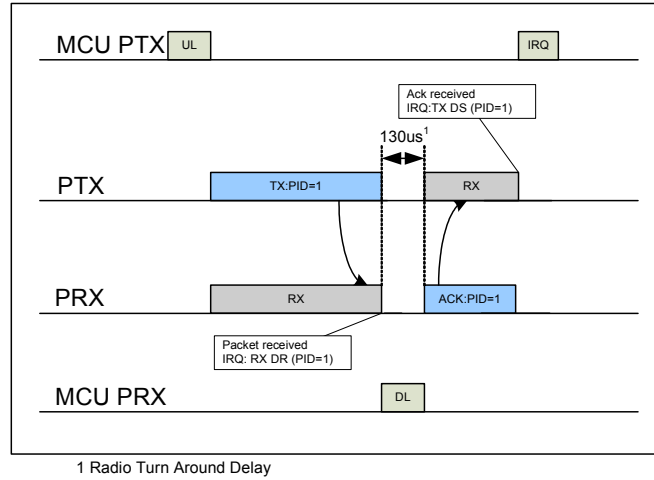 MCU PTX
UL
IRQ
Ack received
IRQ:TX DS (PID=1)
130us1
PTX
TX:PID=1
RX
PRX
RX
ACK:PID=1
Packet received
IRQ: RX DR (PID=1)
MCU PRX
DL
1 Radio Turn Around Delay